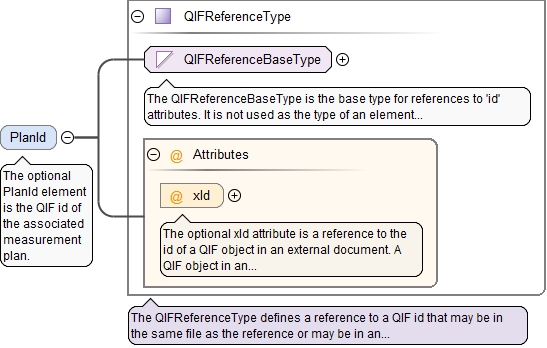 QIFReferenceType
QIFReferenceBaseType
The QIFReferenceBaseType is the base type for references to 'id'
attributes. It is not used as the type of an element...
PlanId
The optional
PlanId element
is the QIF id of
the associated
measurement
plan.
@ Attributes
@ xId
The optional xId attribute is a reference to the
id of a QIF object in an external document. A
QIF object in an...
The QIFReferenceType defines a reference to a QIF id that may be in
the same file as the reference or may be in an...